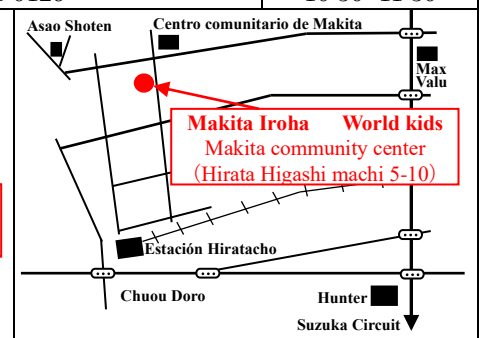 Asao Shoten
Centro comunitario de Makita
Max
Valu
Makita Iroha World kids
Makita community center
(Hirata Higashi machi 5-10)
Estación Hiratacho
Chuou Doro
Hunter
Suzuka Circuit